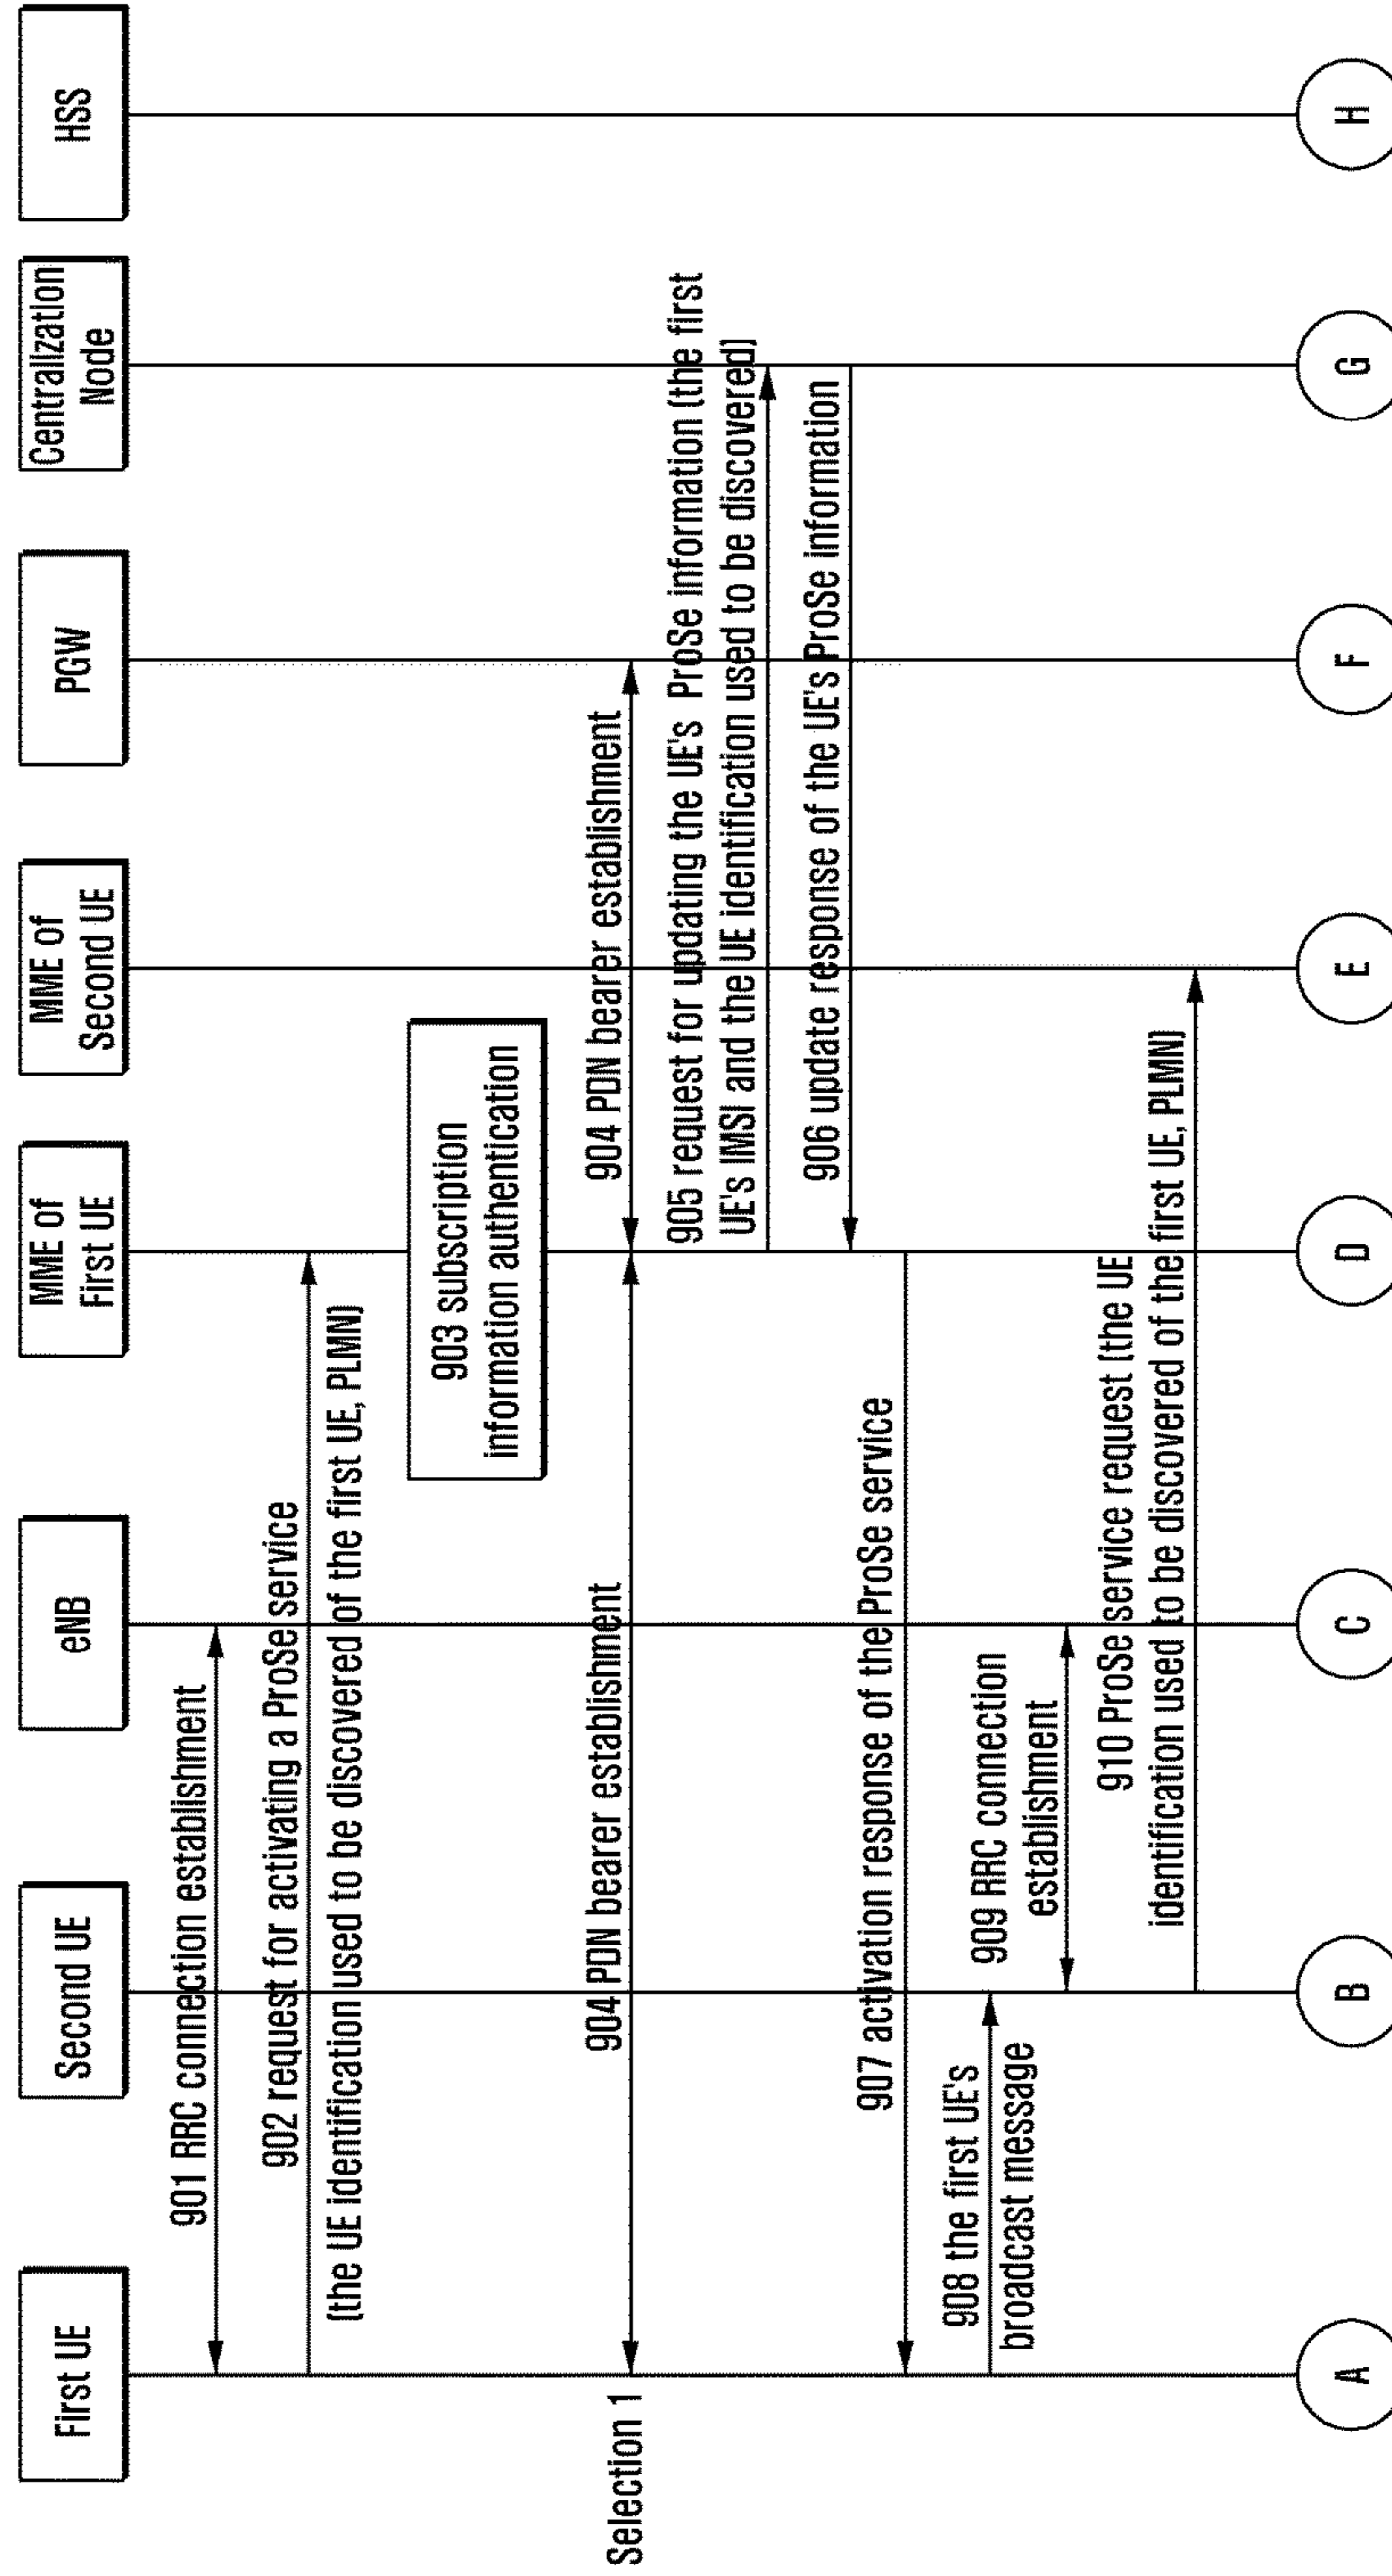 First UE
Second UE
eNB
MME of
First UE
MME of
Second UE
PGW
Centralization
Node
HSS
901 RRC connection establishment
902 request for activating a ProSe service
(the UE identification used to be discovered of the first UE, PLMN)
903 subscription
information authentication
Selection 1
904 PDN bearer establishment
904 PDN bearer establishment
905 request for updating the UE's ProSe information (the first
UE's IMSI and the UE identification used to be discovered)
906 update response of the UE's ProSe information
907 activation response of the ProSe service
908 the first UE's
broadcast message
909 RRC connection
establishment
910 ProSe service request (the UE
identification used to be discovered of the first UE, PLMN)
A
B
C
D
E
F
G
H